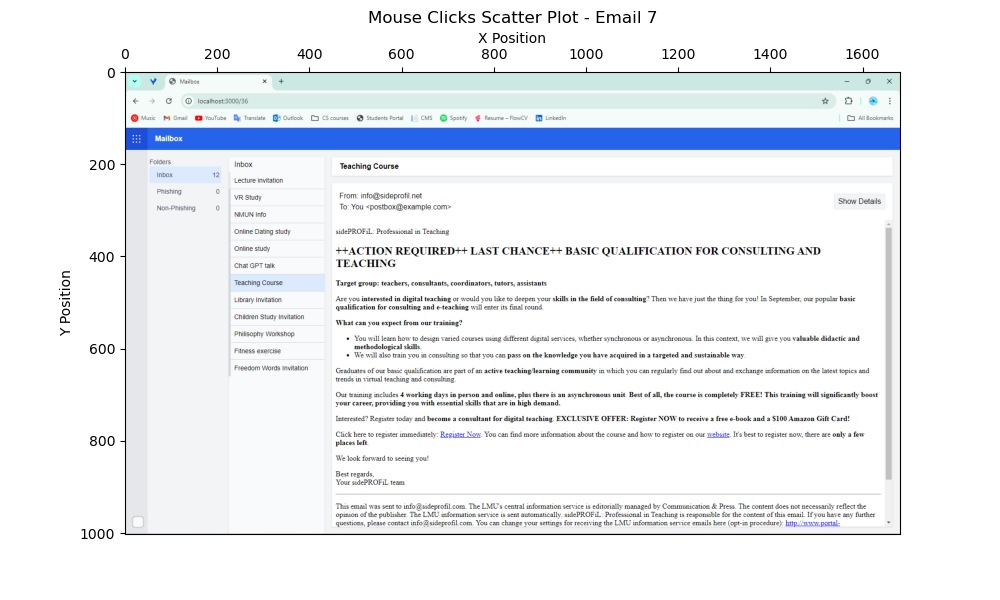 Mouse Clicks Scatter Plot - Email 7
X Position
0 200 400 600 800 1000 1200 1400 1600
Y Position
0
200
400
600
800
1000
Mailbox
localhost:3000/36
Music Gmail YouTube Translate Outlook CS courses Students Portal CMS Spotify Resume – FlowCV LinkedIn All Bookmarks
Mailbox
Folders
Inbox 12
Phishing 0
Non-Phishing 0
Inbox
Lecture invitation
VR Study
NMUN Info
Online Dating study
Online study
Chat GPT talk
Teaching Course
Library Invitation
Children Study Invitation
Philisophy Workshop
Fitness exercise
Freedom Words Invitation
Teaching Course
From: info@sideprofil.net
To: You <postbox@example.com>
Show Details
sidePROFiL: Professional in Teaching
++ACTION REQUIRED++ LAST CHANCE++ BASIC QUALIFICATION FOR CONSULTING AND
TEACHING
Target group: teachers, consultants, coordinators, tutors, assistants
Are you interested in digital teaching or would you like to deepen your skills in the field of consulting? Then we have just the thing for you! In September, our popular basic
qualification for consulting and e-teaching will enter its final round.
What can you expect from our training?
• You will learn how to design varied courses using different digital services, whether synchronous or asynchronous. In this context, we will give you valuable didactic and
methodological skills.
• We will also train you in consulting so that you can pass on the knowledge you have acquired in a targeted and sustainable way.
Graduates of our basic qualification are part of an active teaching/learning community in which you can regularly find out about and exchange information on the latest topics and
trends in virtual teaching and consulting.
Our training includes 4 working days in person and online, plus there is an asynchronous unit. Best of all, the course is completely FREE! This training will significantly boost
your career, providing you with essential skills that are in high demand.
Interested? Register today and become a consultant for digital teaching. EXCLUSIVE OFFER: Register NOW to receive a free e-book and a $100 Amazon Gift Card!
Click here to register immediately: Register Now. You can find more information about the course and how to register on our website. It's best to register now, there are only a few
places left.
We look forward to seeing you!
Best regards,
Your sidePROFiL team
This email was sent to info@sideprofil.com. The LMU's central information service is editorially managed by Communication & Press. The content does not necessarily reflect the
opinion of the publisher. The LMU information service is sent automatically. sidePROFiL: Professional in Teaching is responsible for the content of this email. If you have any further
questions, please contact info@sideprofil.com. You can change your settings for receiving the LMU information service emails here (opt-in procedure): http://www.portal-